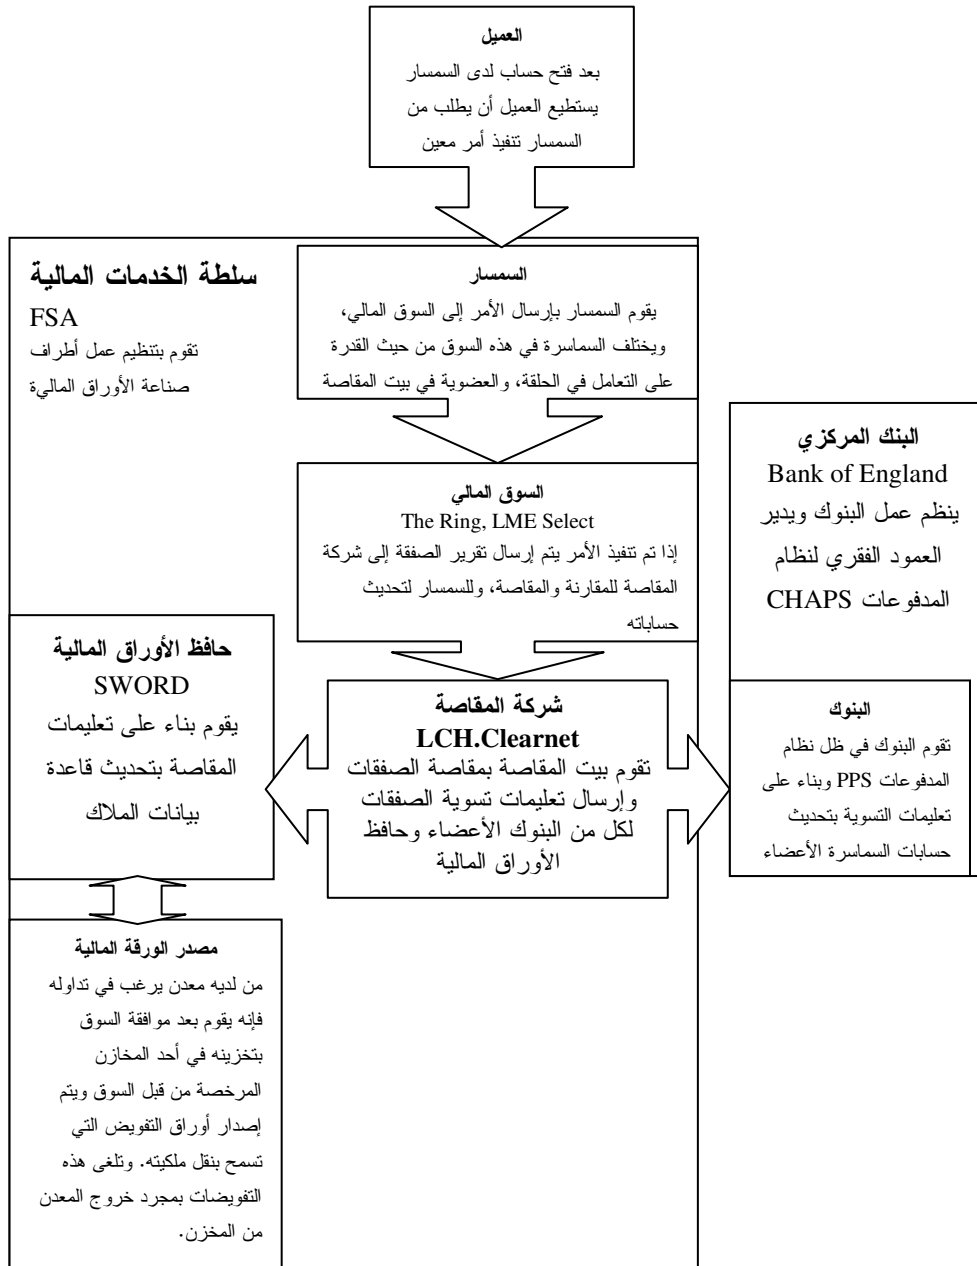 العميل
بعد فتح حساب لدى السمسار
يستطيع العميل أن يطلب من
السمسار تنفيذ أمر معين
سلطة الخدمات المالية
FSA
تقوم بتنظيم عمل أطراف
صناعة الأوراق المالية
السمسار
يقوم السمسار بإرسال الأمر إلى السوق المالي،
ويختلف السماسرة في هذه السوق من حيث القدرة
على التعامل في الحلقة، والعضوية في بيت المقاصة
السوق المالي
The Ring, LME Select
إذا تم تنفيذ الأمر يتم إرسال تقرير الصفقة إلى شركة
المقاصة للمقارنة والمقاصة، وللسمسار لتحديث
حساباته
البنك المركزي
Bank of England
ينظم عمل البنوك ويدير
العمود الفقري لنظام
المدفوعات CHAPS
حافظ الأوراق المالية
SWORD
يقوم بناء على تعليمات
المقاصة بتحديث قاعدة
بيانات الملاك
شركة المقاصة
LCH.Clearnet
تقوم بيت المقاصة بمقاصة الصفقات
وإرسال تعليمات تسوية الصفقات
لكل من البنوك الأعضاء وحافظ
الأوراق المالية
البنوك
تقوم البنوك في ظل نظام
المدفوعات PPS وبناء على
تعليمات التسوية بتحديث
حسابات السماسرة الأعضاء
مصدر الورقة المالية
من لديه معدن يرغب في تداوله
فإنه يقوم بعد موافقة السوق
بتخزينه في أحد المخازن
المرخصة من قبل السوق ويتم
إصدار أوراق التفويض التي
تسمح بنقل ملكيته. وتلغى هذه
التفويضات بمجرد خروج المعدن
من المخزن.